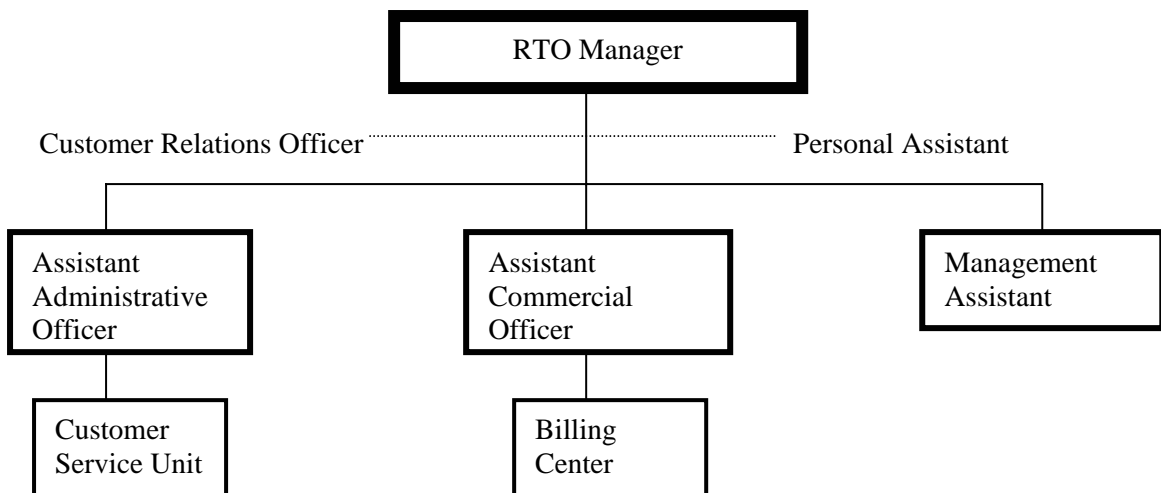 RTO Manager
Customer Relations Officer
Personal Assistant
Assistant
Administrative
Officer
Assistant
Commercial
Officer
Management
Assistant
Customer
Service Unit
Billing
Center